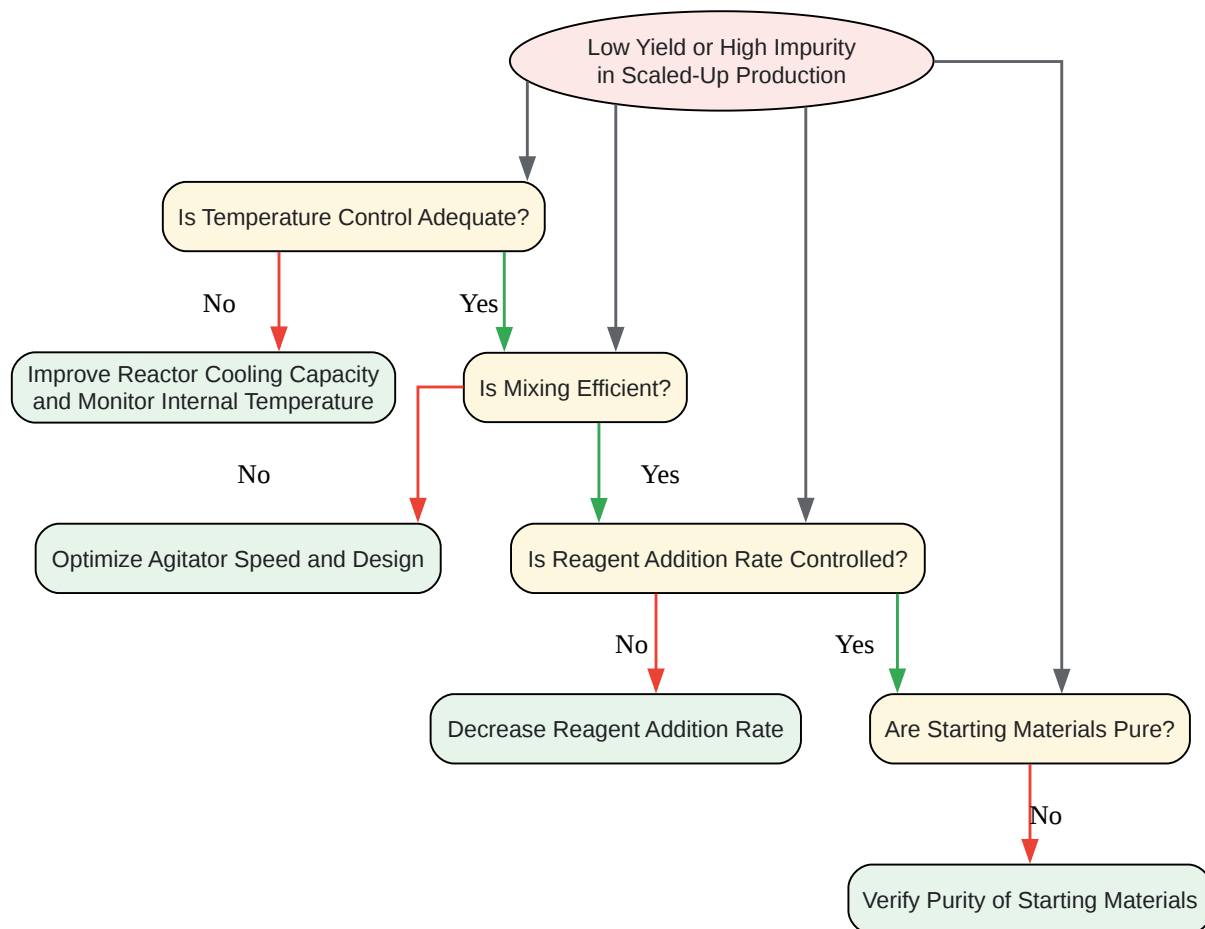 Low Yield or High Impurity
in Scaled-Up Production
Is Temperature Control Adequate?
No
Yes
Improve Reactor Cooling Capacity
and Monitor Internal Temperature
Is Mixing Efficient?
No
Yes
Optimize Agitator Speed and Design
Is Reagent Addition Rate Controlled?
No
Yes
Decrease Reagent Addition Rate
Are Starting Materials Pure?
No
Verify Purity of Starting Materials